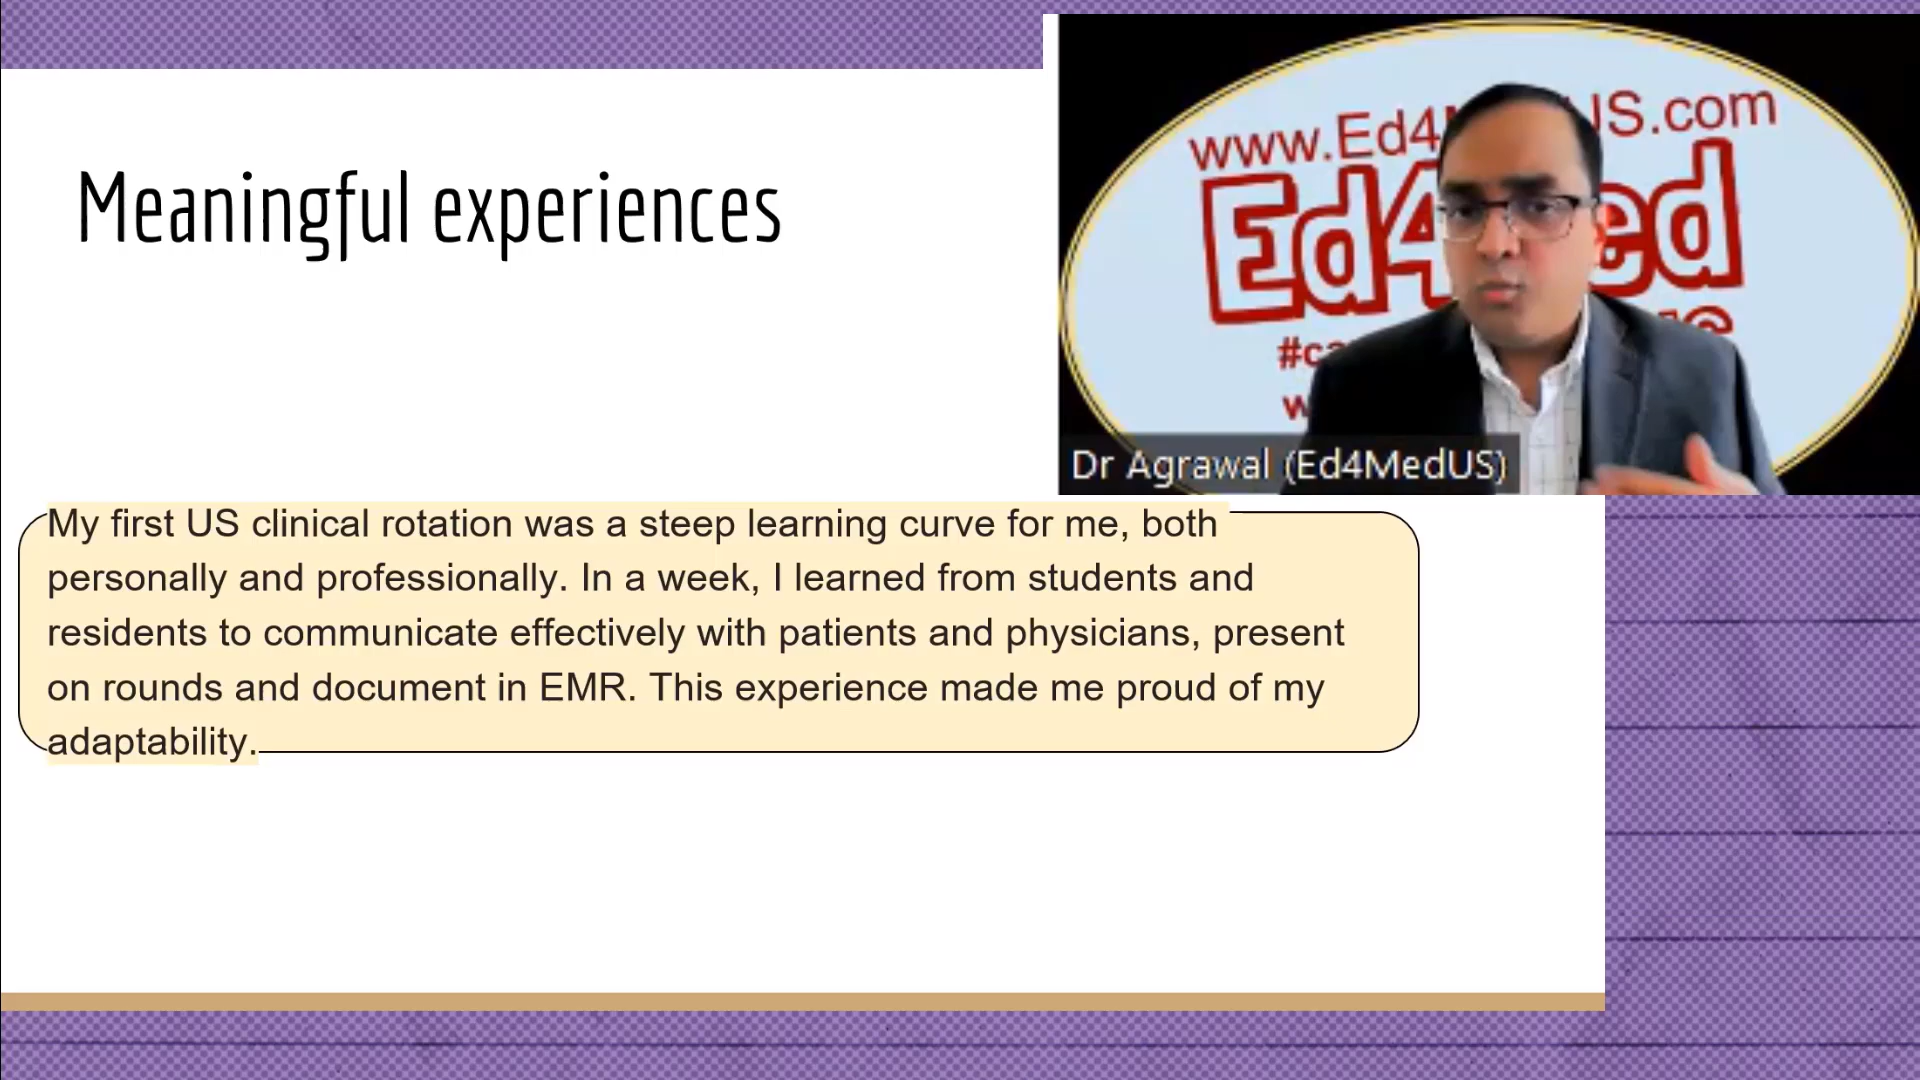 Meaningful experiences
www.Ed4 US.com
Dr Agrawal (Ed4MedUS)
My first US clinical rotation was a steep learning curve for me, both
personally and professionally. In a week, I learned from students and
residents to communicate effectively with patients and physicians, present
on rounds and document in EMR. This experience made me proud of my
adaptability.